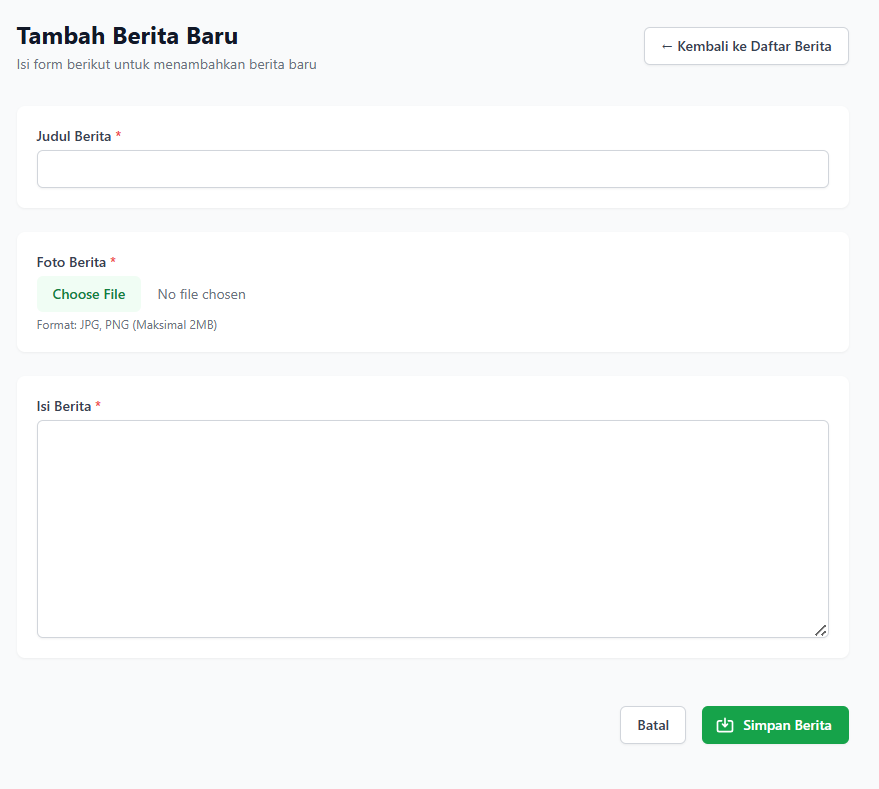 Tambah Berita Baru
Isi form berikut untuk menambahkan berita baru
← Kembali ke Daftar Berita
Judul Berita *
Foto Berita *
Choose File No file chosen
Format: JPG, PNG (Maksimal 2MB)
Isi Berita *
Batal
Simpan Berita